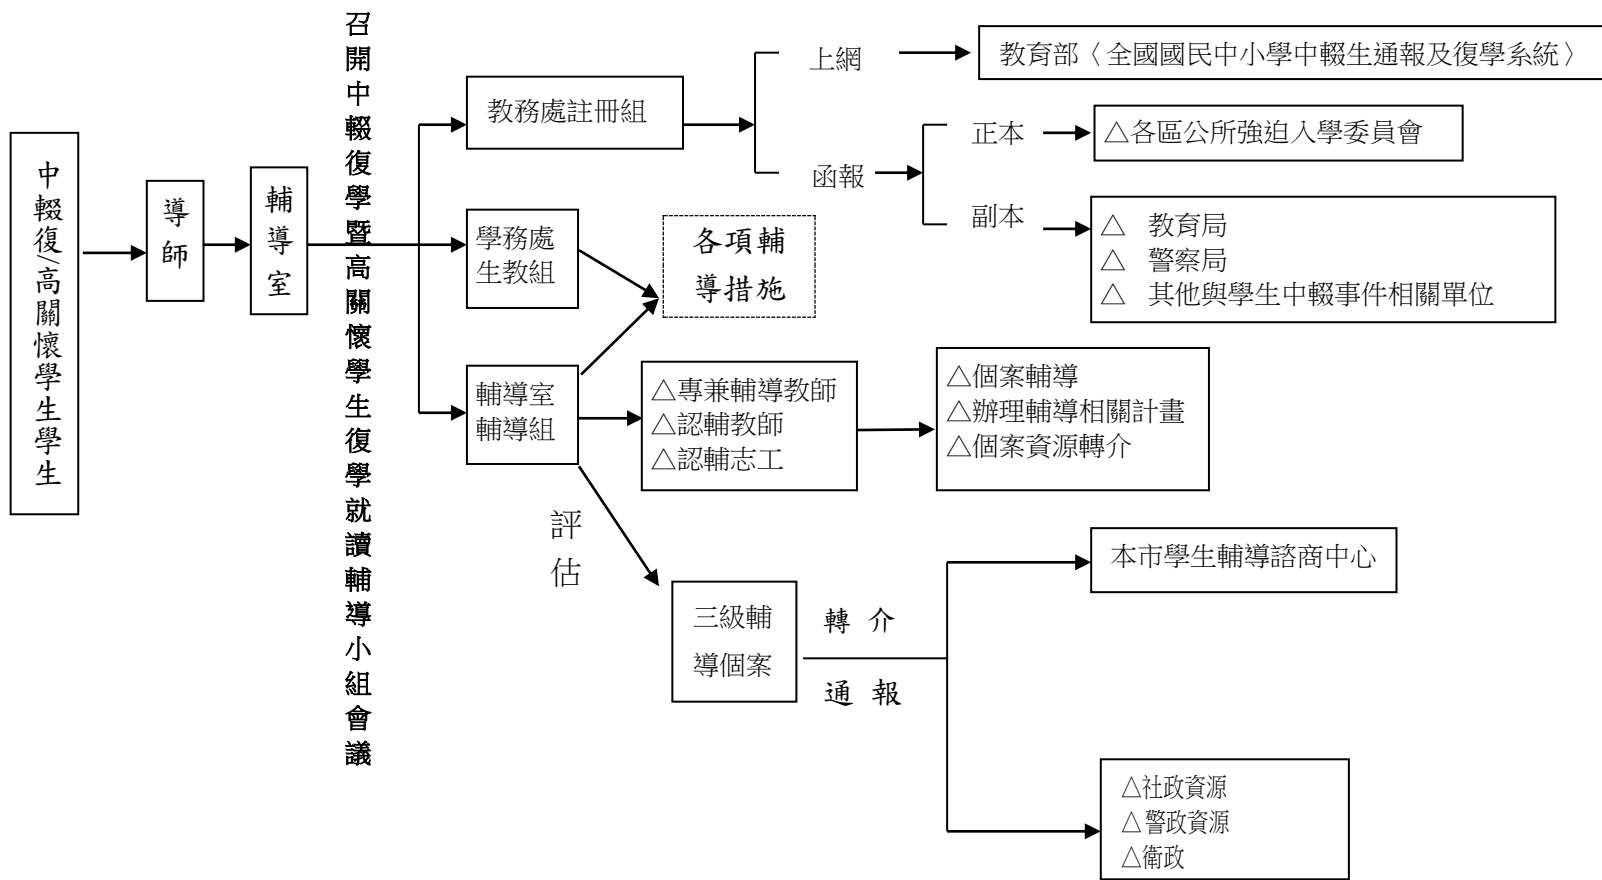 中輟復/高關懷學生學生
導師
輔導室
召開中輟復學暨高關懷學生復學就讀輔導小組會議
教務處註冊組
上網
教育部〈全國國民中小學中輟生通報及復學系統〉
函報
正本
△各區公所強迫入學委員會
副本
△ 教育局
△ 警察局
△ 其他與學生中輟事件相關單位
學務處
生教組
各項輔
導措施
輔導室
輔導組
△專兼輔導教師
△認輔教師
△認輔志工
△個案輔導
△辦理輔導相關計畫
△個案資源轉介
評
估
三級輔
導個案
轉 介
通 報
本市學生輔導諮商中心
△社政資源
△警政資源
△衛政